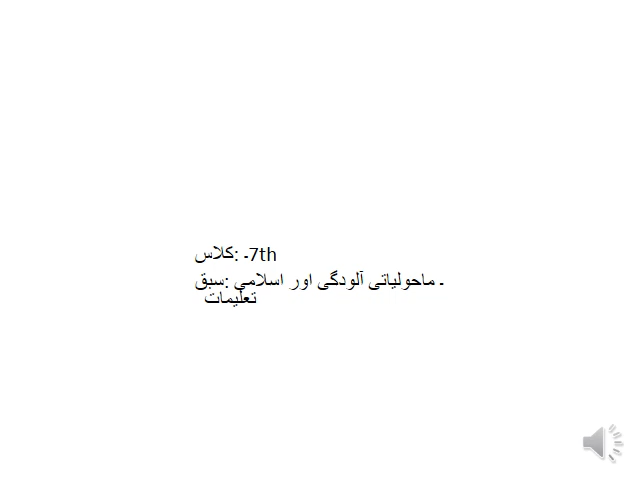 کلاس: -7th
سبق: ماحولیاتی آلودگی اور اسلامی -
تعلیمات